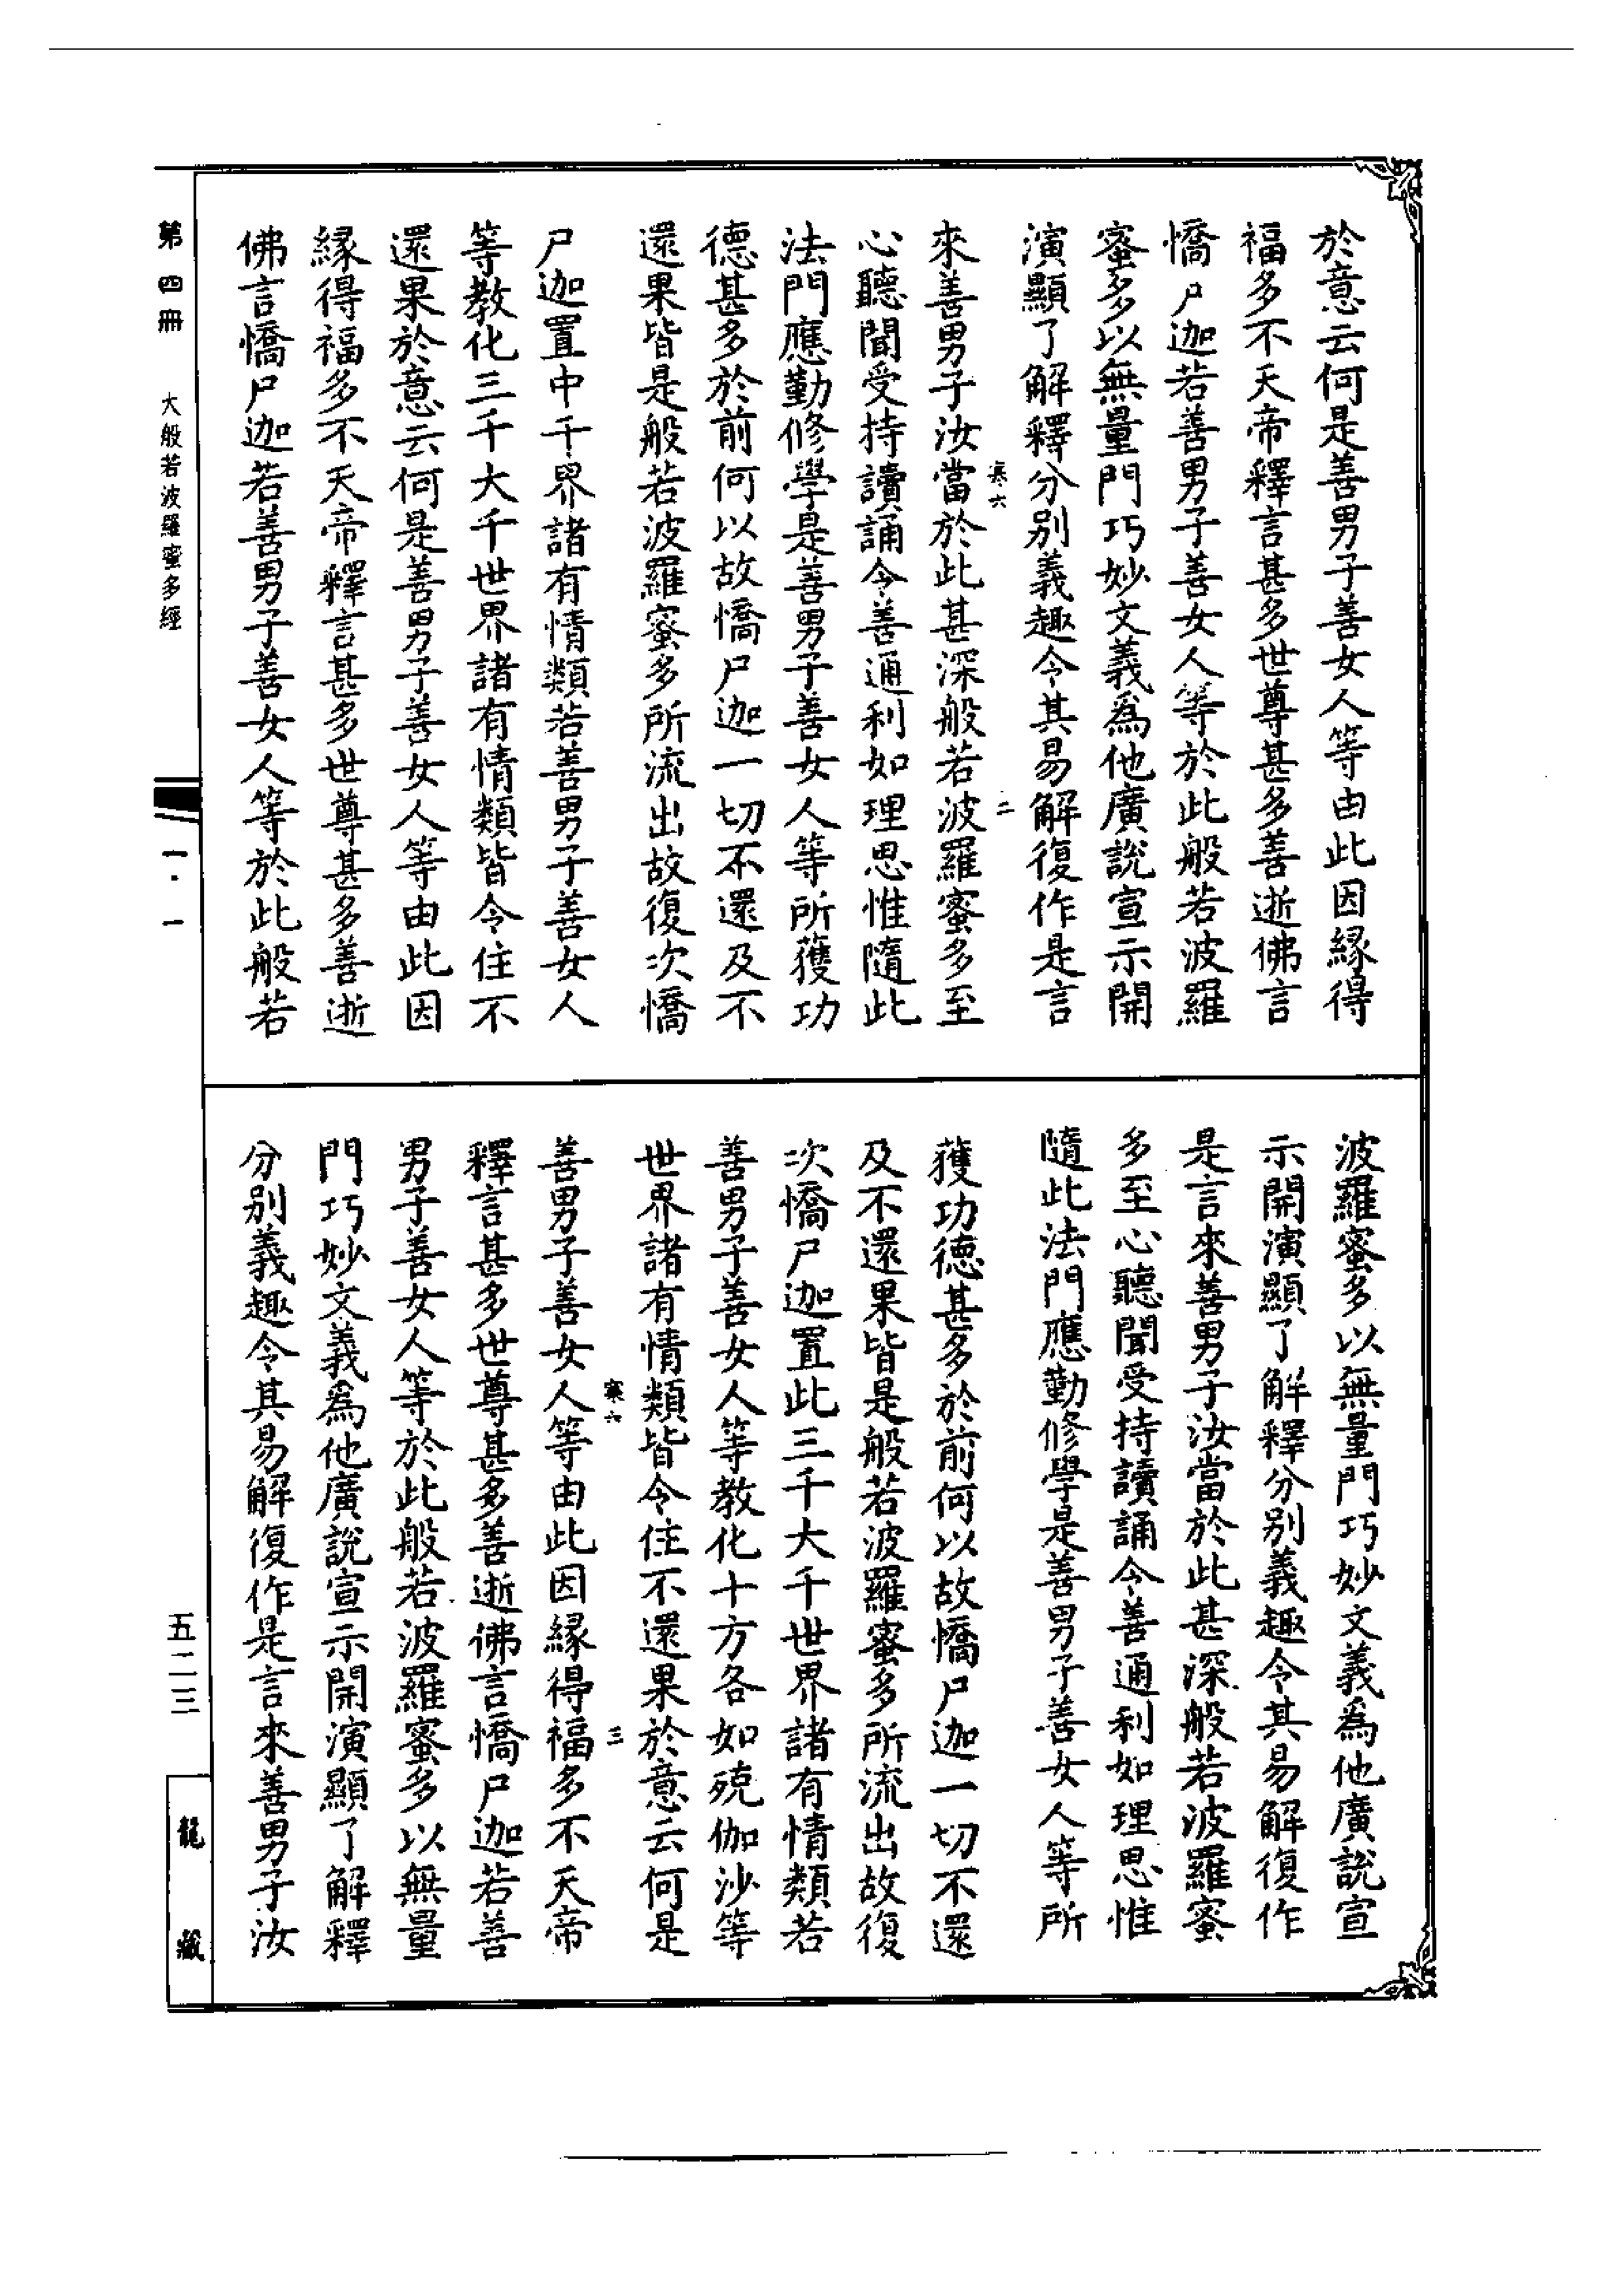 於意云何是善男子善女人等由此因緣得
福多不天帝釋言甚多世尊甚多善逝佛言
憍尸迦若善男子善女人等於此般若波羅
蜜多以無量門巧妙文義爲他廣說宣示開
演顯了解釋分別義趣令其易解復作是言
寒六
二
來善男子汝當於此甚深般若波羅蜜多至
心聽聞受持讀誦令善通利如理思惟隨此
法門應勤修學是善男子善女人等所獲功
德甚多於前何以故憍尸迦一切不還及不
還果皆是般若波羅蜜多所流出故復次憍
尸迦置中千界諸有情類若善男子善女人
等教化三千大千世界諸有情類皆令住不
還果於意云何是善男子善女人等由此因
緣得福多不天帝釋言甚多世尊甚多善逝
佛言憍尸迦若善男子善女人等於此般若
波羅蜜多以無量門巧妙文義爲他廣說宣
示開演顯了解釋分別義趣令其易解復作
是言來善男子汝當於此甚深般若波羅蜜
多至心聽聞受持讀誦令善通利如理思惟
隨此法門應勤修學是善男子善女人等所
獲功德甚多於前何以故憍尸迦一切不還
及不還果皆是般若波羅蜜多所流出故復
次憍尸迦置此三千大千世界諸有情類若
善男子善女人等教化十方各如殑伽沙等
世界諸有情類皆令住不還果於意云何是
寒六
三
善男子善女人等由此因緣得福多不天帝
釋言甚多世尊甚多善逝佛言憍尸迦若善
男子善女人等於此般若波羅蜜多以無量
門巧妙文義爲他廣說宣示開演顯了解釋
分別義趣令其易解復作是言來善男子汝
第四冊 大般若波羅蜜多經
一·一
五二三
龍藏